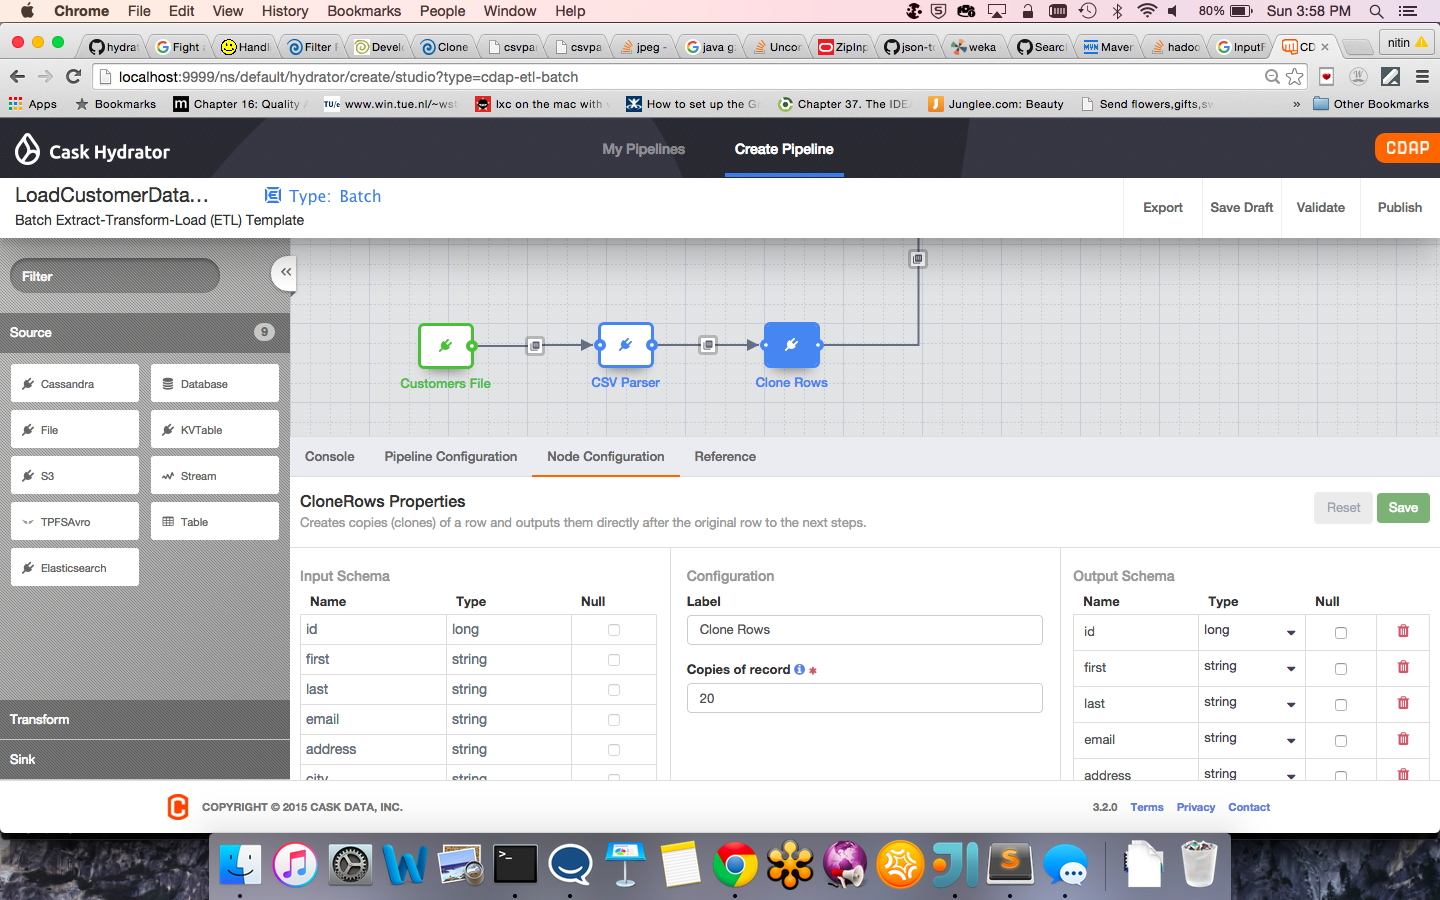 Chrome File Edit View History Bookmarks People Window Help 80% Sun 3:58 PM
hydrat Fight Handl Filter F Develo Clone csvpar csvpa jpeg - java g Uncor ZipInp json-t weka Searc Maver hadoo InputF CD nitin
localhost:9999/ns/default/hydrator/create/studio?type=cdap-etl-batch
Apps Bookmarks Chapter 16: Quality www.win.tue.nl/~wst lxc on the mac with How to set up the Gr Chapter 37. The IDEA Junglee.com: Beauty Send flowers,gifts,sw » Other Bookmarks
Cask Hydrator My Pipelines Create Pipeline CDAP
LoadCustomerData... Type: Batch
Batch Extract-Transform-Load (ETL) Template
Export Save Draft Validate Publish
Filter
Source 9
Cassandra Database
File KVTable
S3 Stream
TPFSAvro Table
Elasticsearch
Transform
Sink
Customers File CSV Parser Clone Rows
Console Pipeline Configuration Node Configuration Reference
CloneRows Properties
Creates copies (clones) of a row and outputs them directly after the original row to the next steps.
Reset Save
Input Schema
Name Type Null
id long
first string
last string
email string
address string
city string
Configuration
Label
Clone Rows
Copies of record *
20
Output Schema
Name Type Null
id long
first string
last string
email string
address string
COPYRIGHT © 2015 CASK DATA, INC.
3.2.0 Terms Privacy Contact